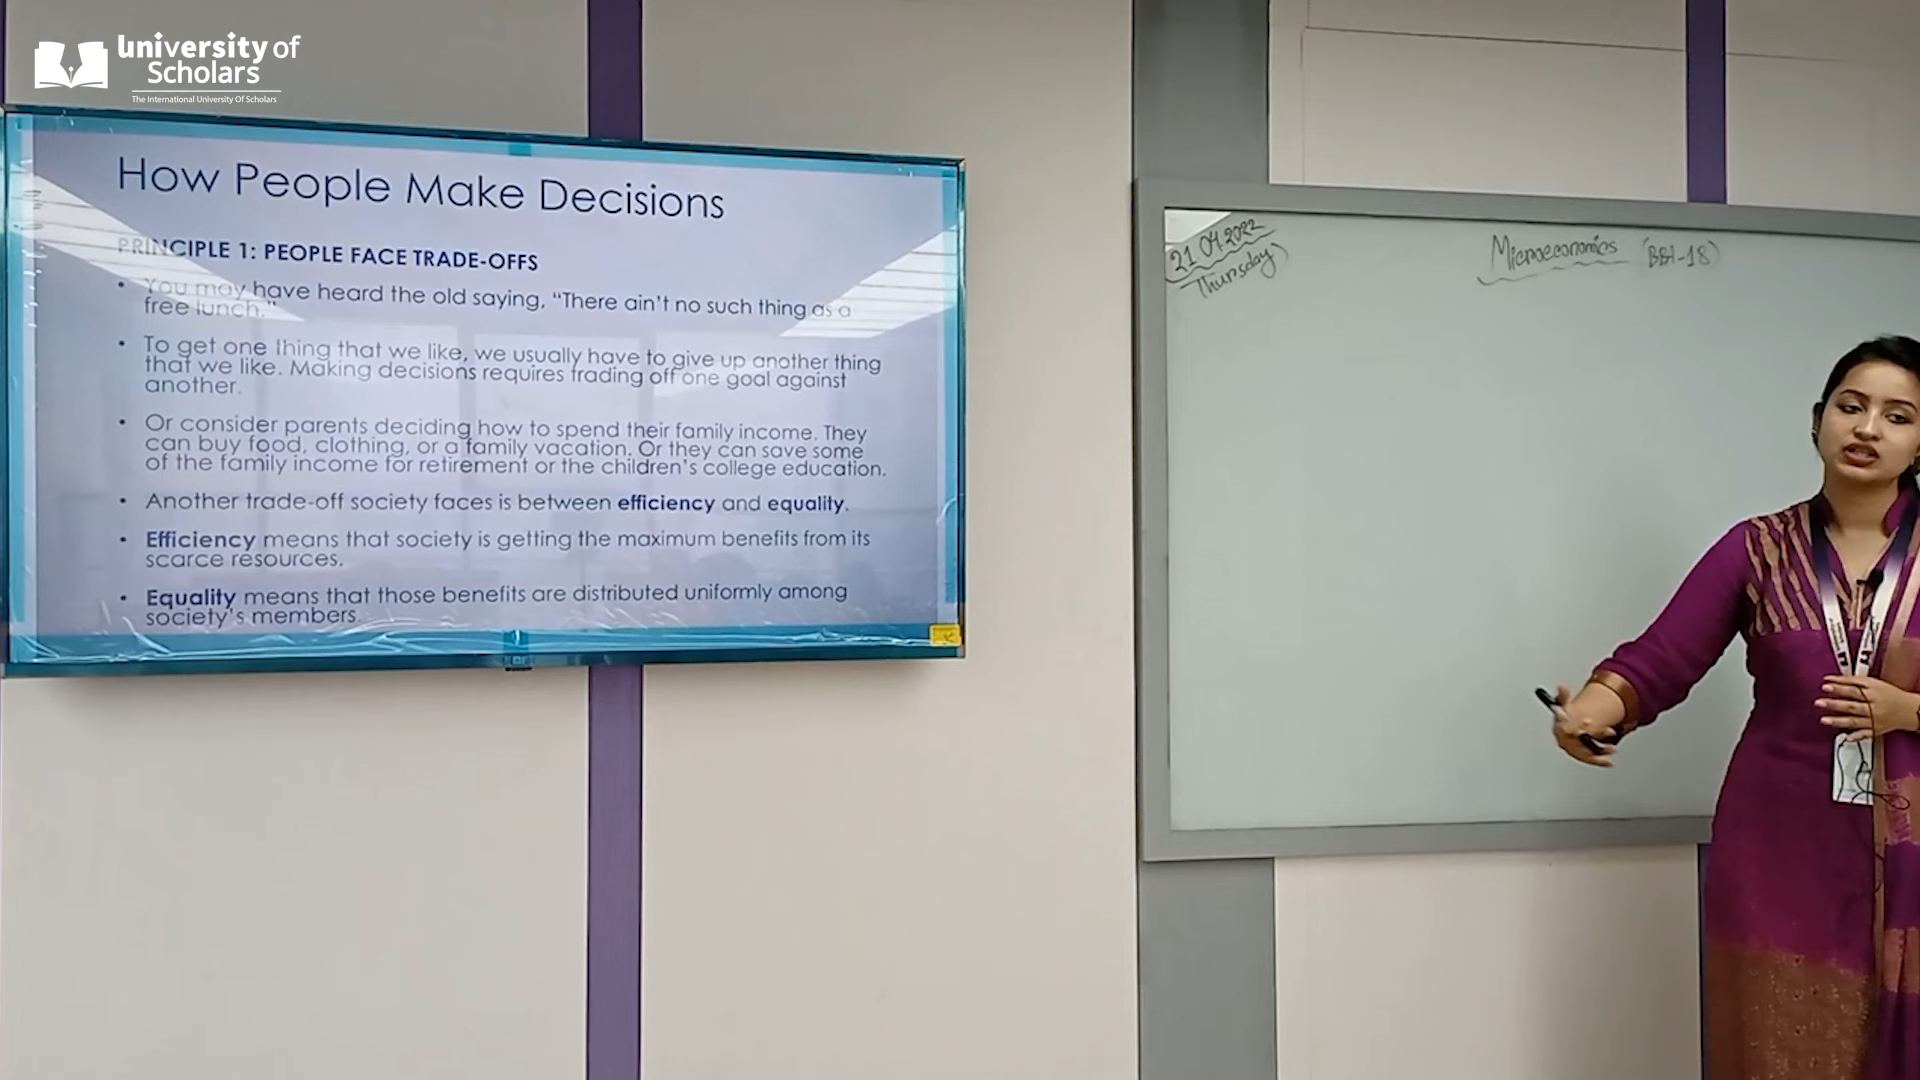 University of
Scholars
The International University Of Scholars
How People Make Decisions
PRINCIPLE 1: PEOPLE FACE TRADE-OFFS
• You may have heard the old saying, “There ain’t no such thing as a
free lunch.”
• To get one thing that we like, we usually have to give up another thing
that we like. Making decisions requires trading off one goal against
another.
• Or consider parents deciding how to spend their family income. They
can buy food, clothing, or a family vacation. Or they can save some
of the family income for retirement or the children’s college education.
• Another trade-off society faces is between efficiency and equality.
• Efficiency means that society is getting the maximum benefits from its
scarce resources.
• Equality means that those benefits are distributed uniformly among
society’s members.
21.04.2022
(Thursday)
Microeconomics